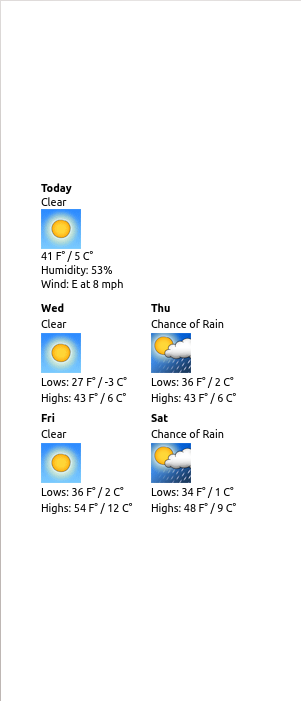 Today
Clear
41 F° / 5 C°
Humidity: 53%
Wind: E at 8 mph
Wed
Clear
Lows: 27 F° / -3 C°
Highs: 43 F° / 6 C°
Thu
Chance of Rain
Lows: 36 F° / 2 C°
Highs: 43 F° / 6 C°
Fri
Clear
Lows: 36 F° / 2 C°
Highs: 54 F° / 12 C°
Sat
Chance of Rain
Lows: 34 F° / 1 C°
Highs: 48 F° / 9 C°